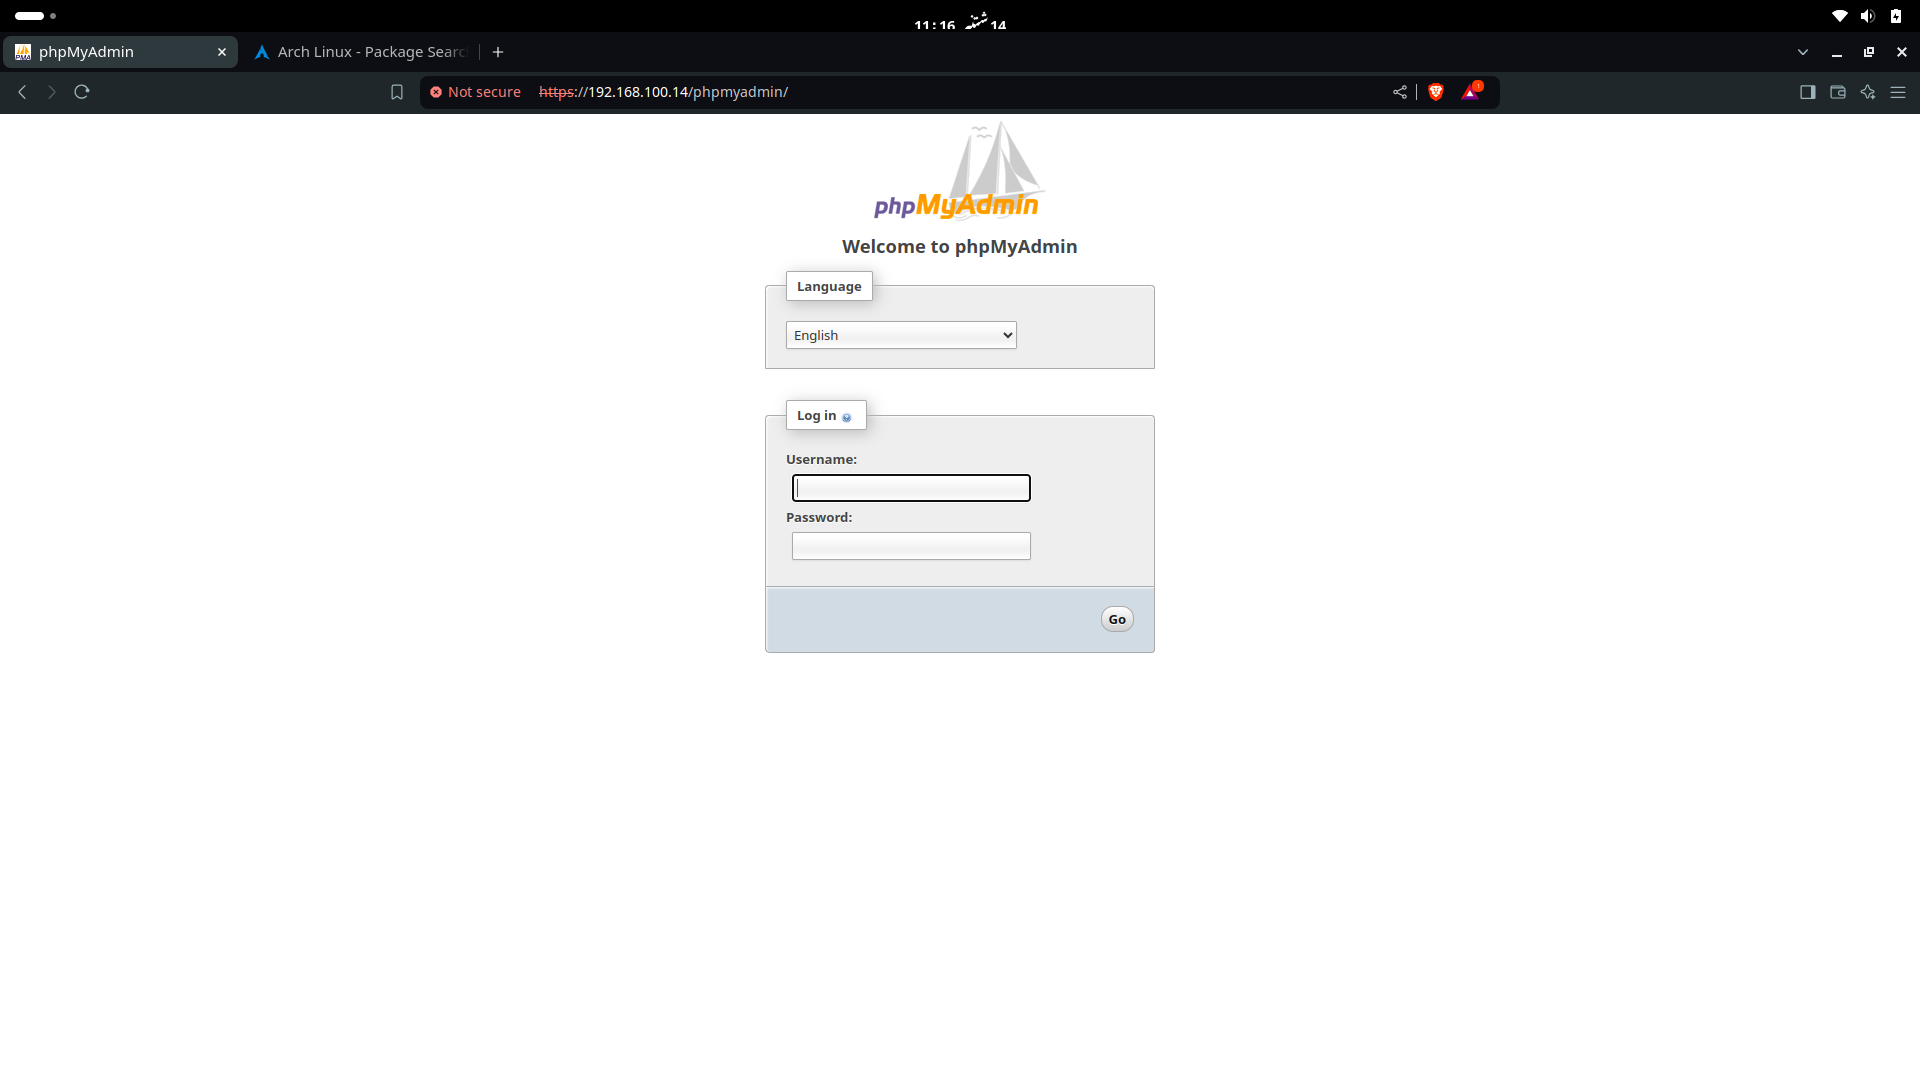 11:16 14
phpMyAdmin
Arch Linux - Package Searc
Not secure https://192.168.100.14/phpmyadmin/
phpMyAdmin
Welcome to phpMyAdmin
Language
English
Log in
Username:
Password:
Go